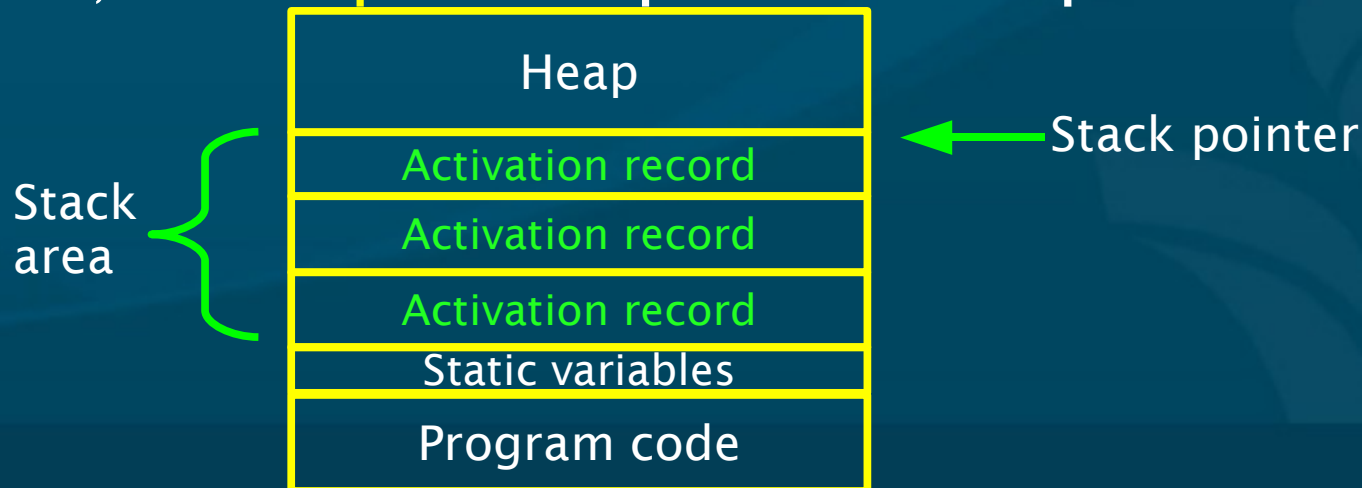 Heap
Stack pointer
Activation record
Stack
area
Activation record
Activation record
Static variables
Program code